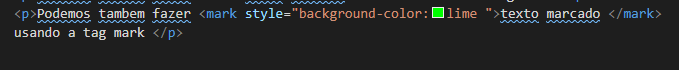 <p>Podemos tambem fazer <mark style="background-color:lime ">texto marcado </mark>
usando a tag mark </p>